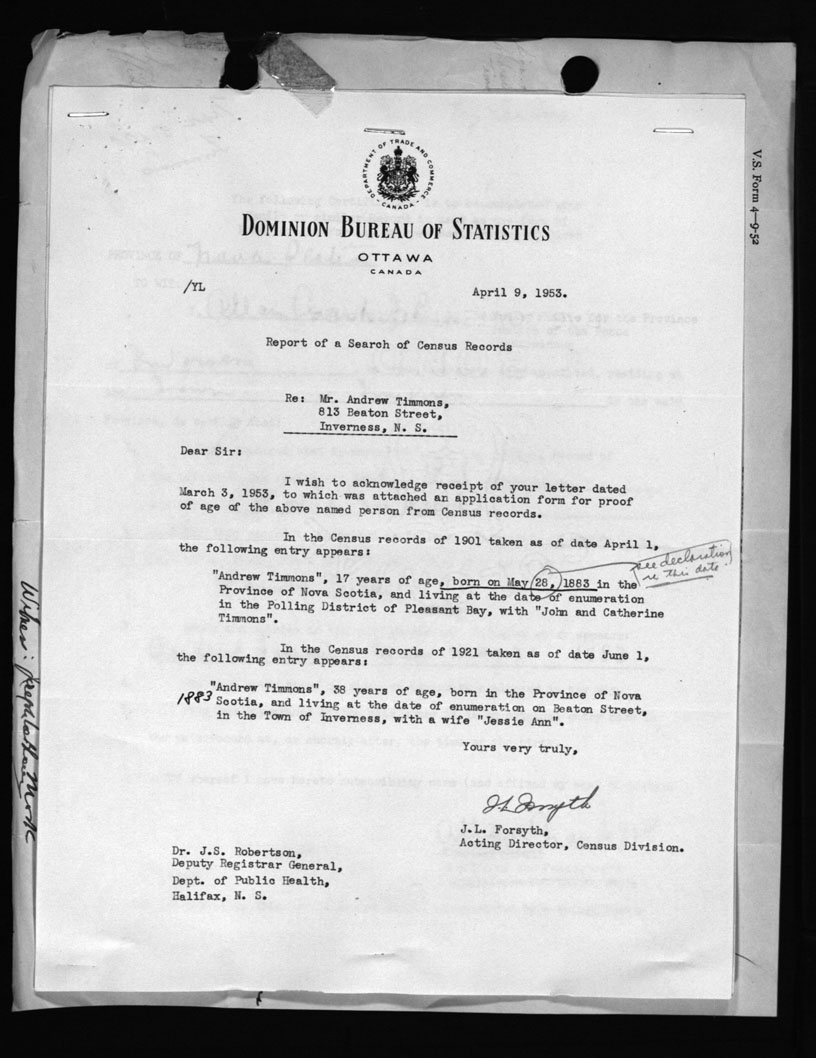 V.S. Form 4—9-52
DEPARTMENT OF TRADE AND COMMERCE
CANADA
DOMINION BUREAU OF STATISTICS
OTTAWA
CANADA
/YL
April 9, 1953.
Report of a Search of Census Records
Re: Mr. Andrew Timmons,
813 Beaton Street,
Inverness, N. S.
Dear Sir:
I wish to acknowledge receipt of your letter dated
March 3, 1953, to which was attached an application form for proof
of age of the above named person from Census records.
In the Census records of 1901 taken as of date April 1,
the following entry appears:
see declaration
re this date.
"Andrew Timmons", 17 years of age, born on May 28, 1883 in the
Province of Nova Scotia, and living at the date of enumeration
in the Polling District of Pleasant Bay, with "John and Catherine
Timmons".
In the Census records of 1921 taken as of date June 1,
the following entry appears:
1883
"Andrew Timmons", 38 years of age, born in the Province of Nova
Scotia, and living at the date of enumeration on Beaton Street,
in the Town of Inverness, with a wife "Jessie Ann".
Yours very truly,
J L Forsyth
J.L. Forsyth,
Acting Director, Census Division.
Dr. J.S. Robertson,
Deputy Registrar General,
Dept. of Public Health,
Halifax, N. S.
PROVINCE OF
TO WIT: